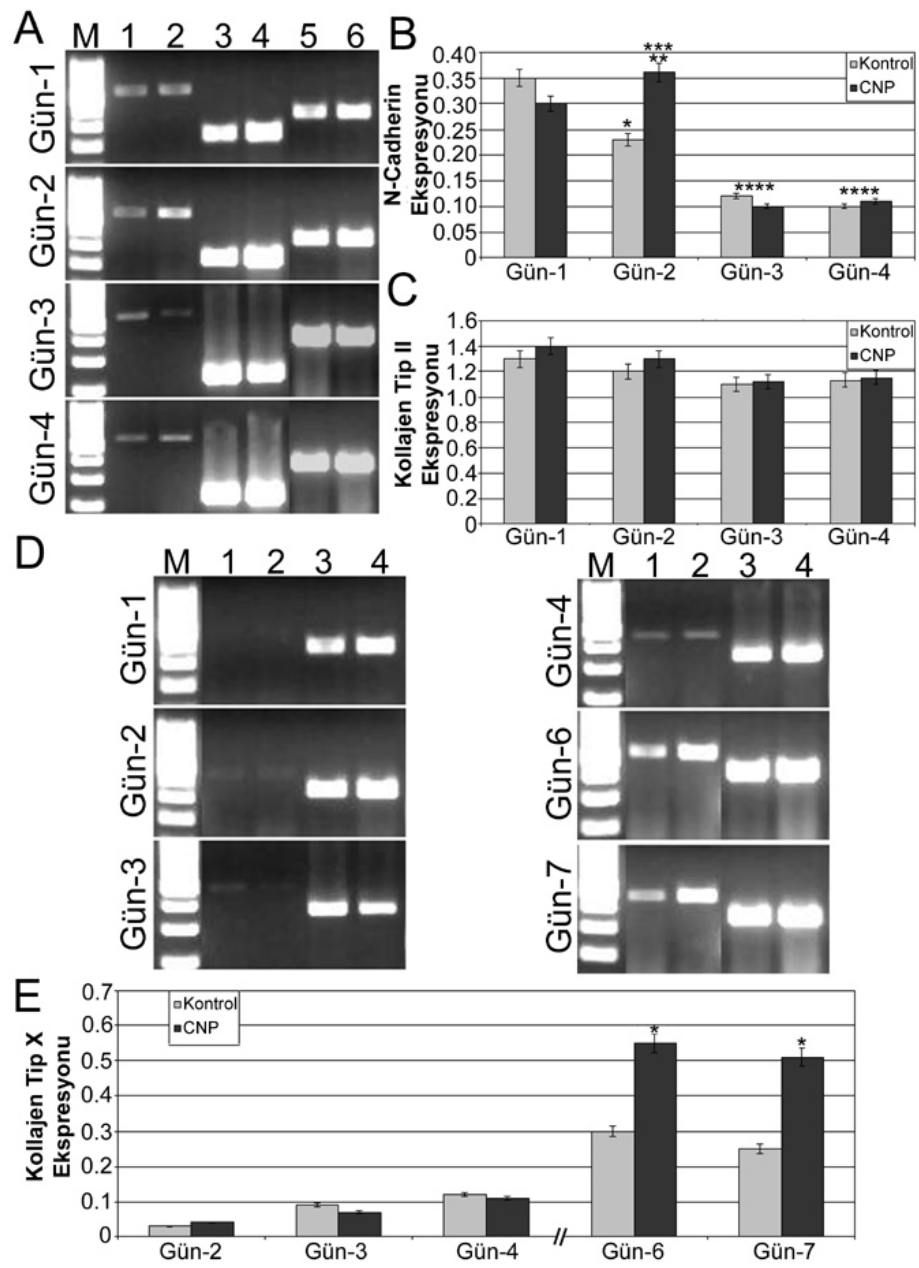 A
M 1 2 3 4 5 6
Gün-1
Gün-2
Gün-3
Gün-4
B
N-Cadherin
Ekspresyonu
0.40
0.35
0.30
0.25
0.20
0.15
0.10
0.05
0
*
***
**
****
****
Kontrol
CNP
Gün-1 Gün-2 Gün-3 Gün-4
C
Kollajen Tip II
Ekspresyonu
1.6
1.4
1.2
1.0
0.8
0.6
0.4
0.2
0
Kontrol
CNP
Gün-1 Gün-2 Gün-3 Gün-4
D
M 1 2 3 4
Gün-1
Gün-2
Gün-3
M 1 2 3 4
Gün-4
Gün-6
Gün-7
E
Kollajen Tip X
Ekspresyonu
0.7
0.6
0.5
0.4
0.3
0.2
0.1
0
Kontrol
CNP
*
*
Gün-2 Gün-3 Gün-4 // Gün-6 Gün-7